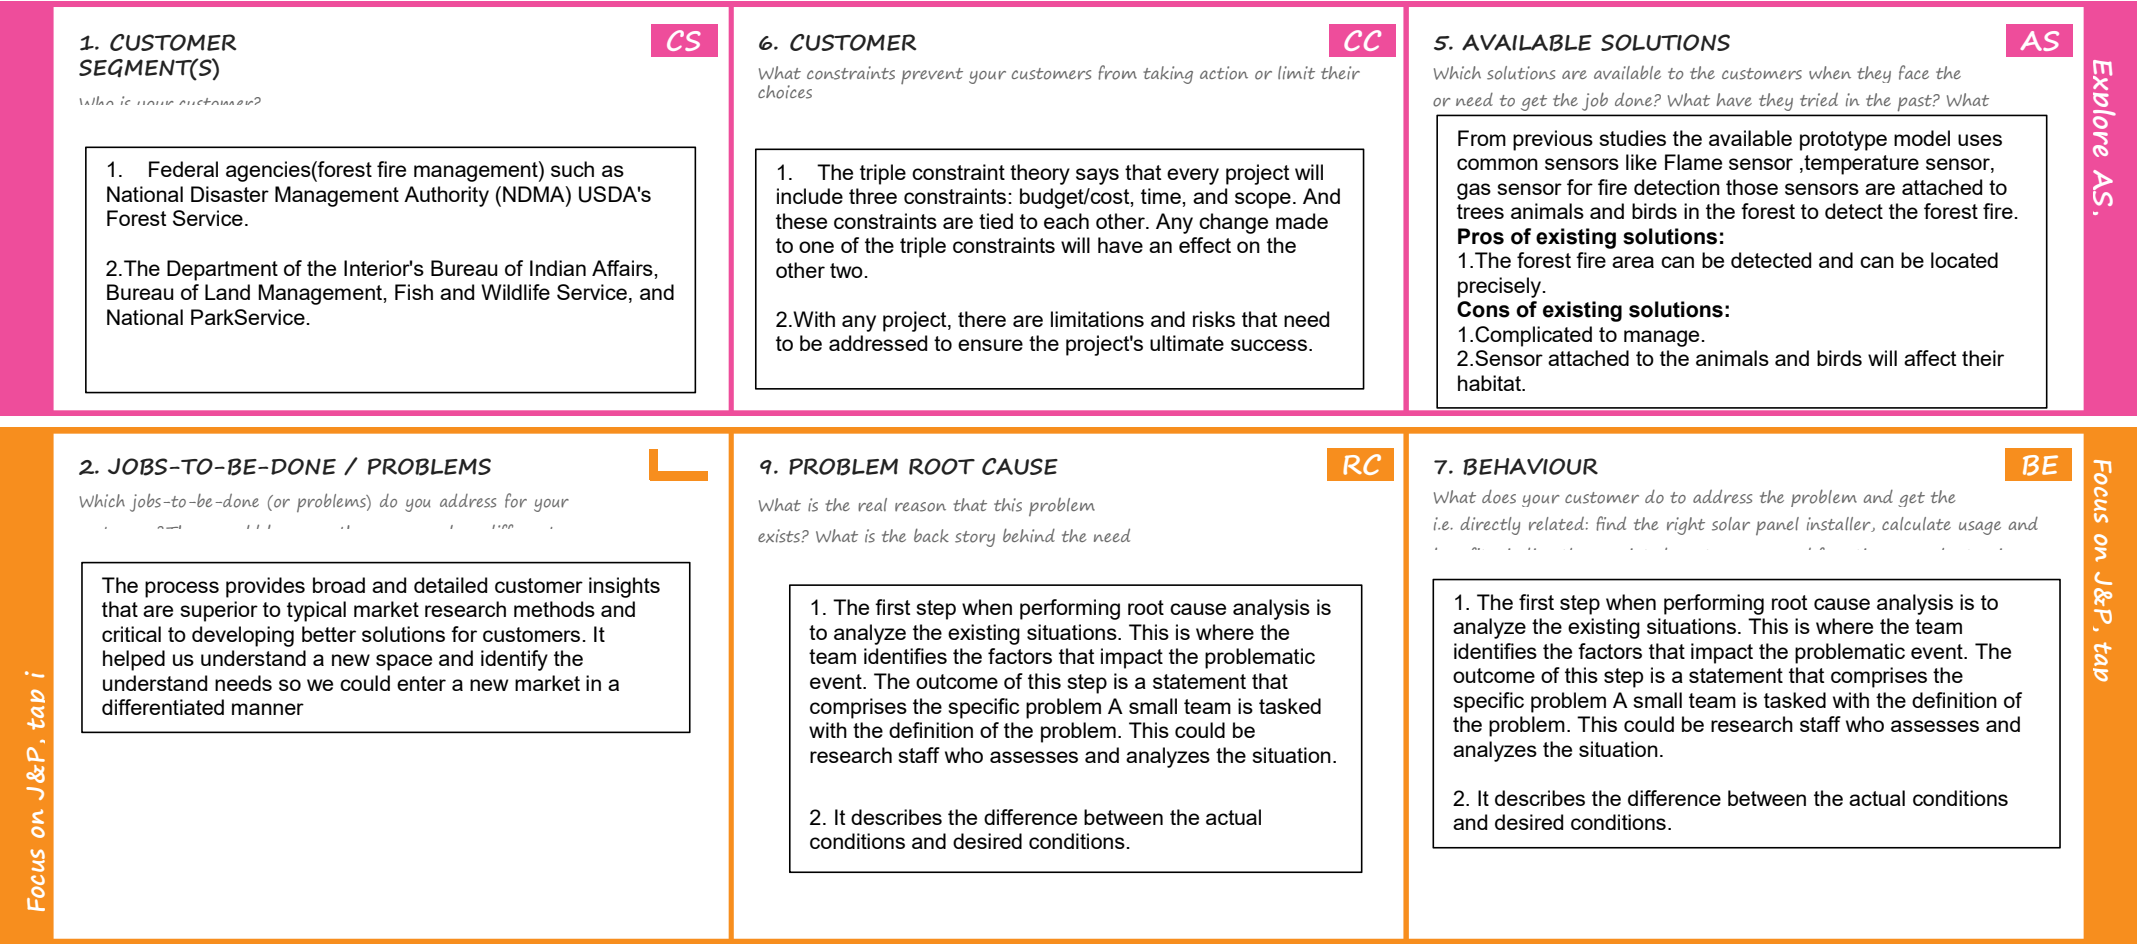 1. CUSTOMER
SEGMENT(S)
CS
Who is your customer?
1. Federal agencies(forest fire management) such as
National Disaster Management Authority (NDMA) USDA's
Forest Service.
2.The Department of the Interior's Bureau of Indian Affairs,
Bureau of Land Management, Fish and Wildlife Service, and
National ParkService.
6. CUSTOMER
CC
What constraints prevent your customers from taking action or limit their
choices
1. The triple constraint theory says that every project will
include three constraints: budget/cost, time, and scope. And
these constraints are tied to each other. Any change made
to one of the triple constraints will have an effect on the
other two.
2.With any project, there are limitations and risks that need
to be addressed to ensure the project's ultimate success.
5. AVAILABLE SOLUTIONS
AS
Which solutions are available to the customers when they face the
or need to get the job done? What have they tried in the past? What
From previous studies the available prototype model uses
common sensors like Flame sensor ,temperature sensor,
gas sensor for fire detection those sensors are attached to
trees animals and birds in the forest to detect the forest fire.
Pros of existing solutions:
1.The forest fire area can be detected and can be located
precisely.
Cons of existing solutions:
1.Complicated to manage.
2.Sensor attached to the animals and birds will affect their
habitat.
Explore AS,
Focus on J&P, tap i
2. JOBS-TO-BE-DONE / PROBLEMS
Which jobs-to-be-done (or problems) do you address for your
The process provides broad and detailed customer insights
that are superior to typical market research methods and
critical to developing better solutions for customers. It
helped us understand a new space and identify the
understand needs so we could enter a new market in a
differentiated manner
9. PROBLEM ROOT CAUSE
RC
What is the real reason that this problem
exists? What is the back story behind the need
1. The first step when performing root cause analysis is
to analyze the existing situations. This is where the
team identifies the factors that impact the problematic
event. The outcome of this step is a statement that
comprises the specific problem A small team is tasked
with the definition of the problem. This could be
research staff who assesses and analyzes the situation.
2. It describes the difference between the actual
conditions and desired conditions.
7. BEHAVIOUR
BE
What does your customer do to address the problem and get the
i.e. directly related: find the right solar panel installer, calculate usage and
1. The first step when performing root cause analysis is to
analyze the existing situations. This is where the team
identifies the factors that impact the problematic event. The
outcome of this step is a statement that comprises the
specific problem A small team is tasked with the definition of
the problem. This could be research staff who assesses and
analyzes the situation.
2. It describes the difference between the actual conditions
and desired conditions.
Focus on J&P, tap